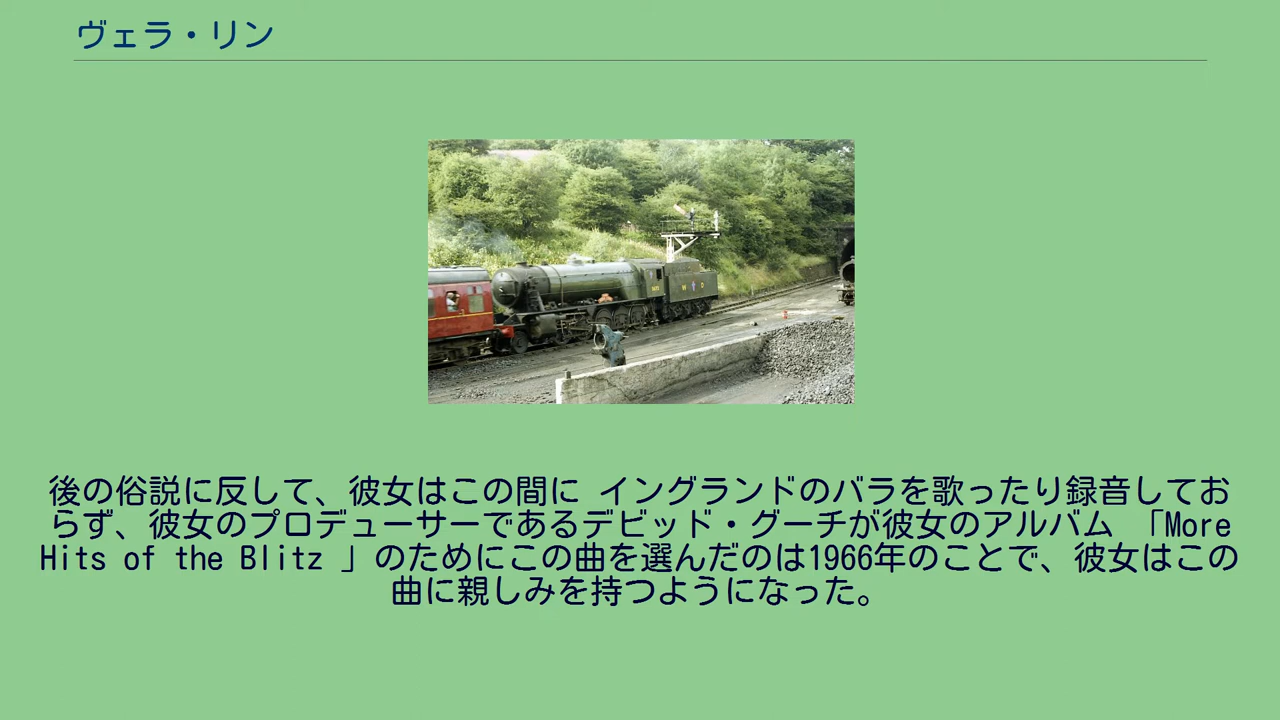 ヴェラ・リン
後の俗説に反して、彼女はこの間に イングランドのバラを歌ったり録音してお
らず、彼女のプロデューサーであるデビッド・グーチが彼女のアルバム 「More
Hits of the Blitz 」のためにこの曲を選んだのは1966年のことで、彼女はこの
曲に親しみを持つようになった。
W D